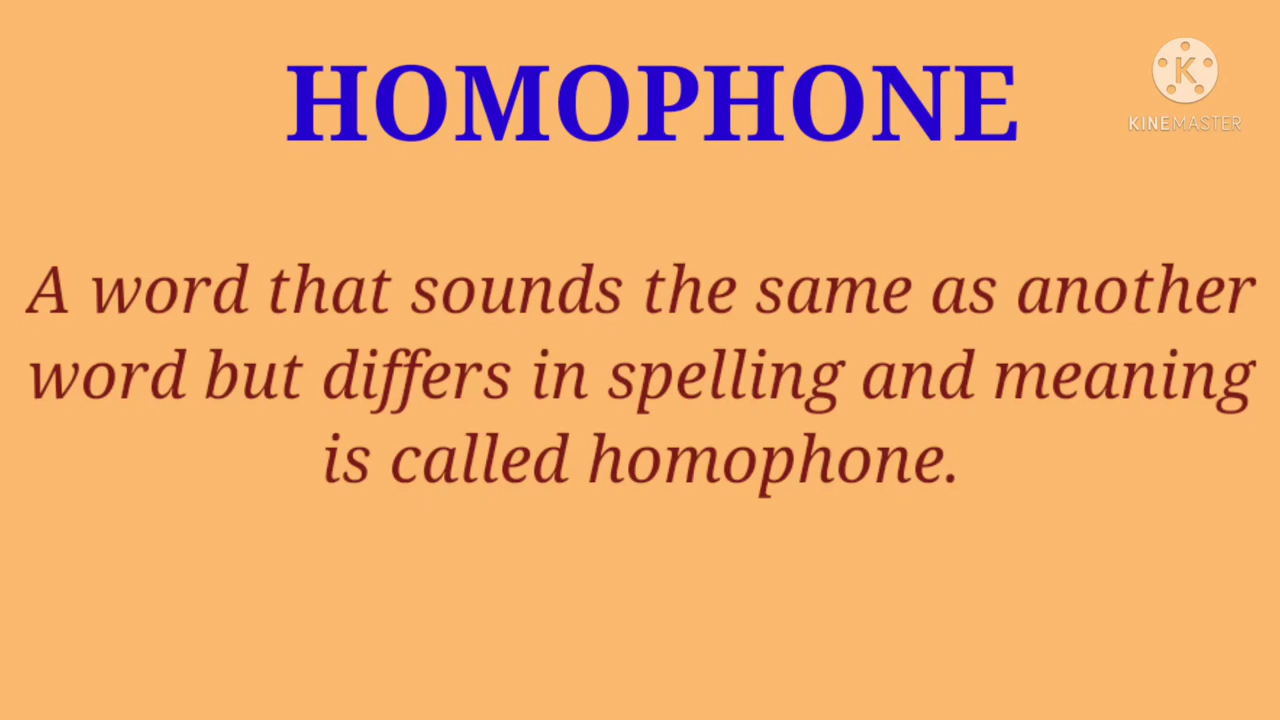 HOMOPHONE
K
KINEMASTER
A word that sounds the same as another
word but differs in spelling and meaning
is called homophone.